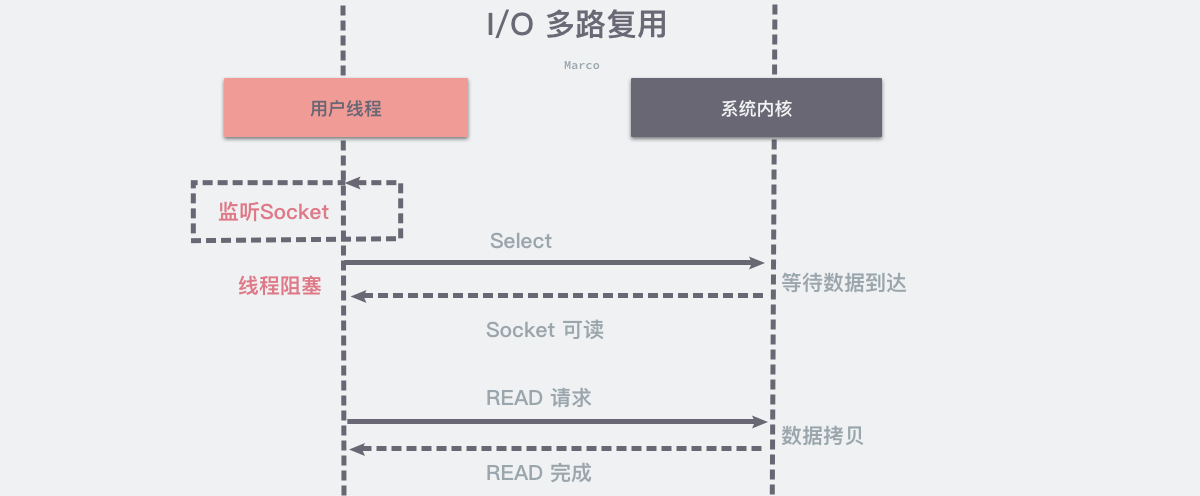 I/O 多路复用
Marco
用户线程
系统内核
监听Socket
Select
线程阻塞
等待数据到达
Socket 可读
READ 请求
数据拷贝
READ 完成